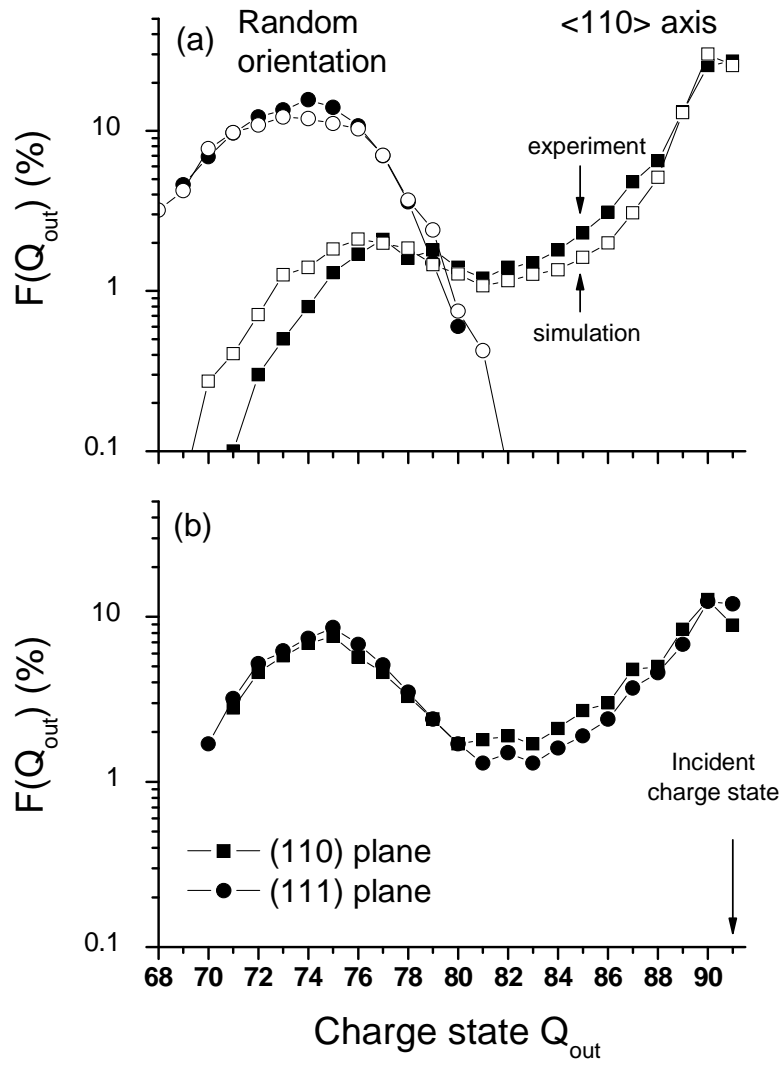 (a)
Random
orientation
<110> axis
F(Q_out) (%)
10
1
0.1
experiment
simulation
(b)
F(Q_out) (%)
10
1
0.1
Incident
charge state
(110) plane
(111) plane
68 70 72 74 76 78 80 82 84 86 88 90
Charge state Q_out